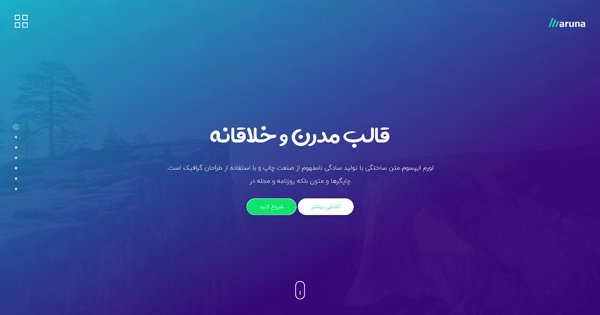 aruna
قالب مدرن و خلاقانه
لورم ایپسوم متن ساختگی با تولید سادگی نامفهوم از صنعت چاپ و با استفاده از طراحان گرافیک است.
چاپگرها و متون بلکه روزنامه و مجله در
آشنایی بیشتر
شروع کنید